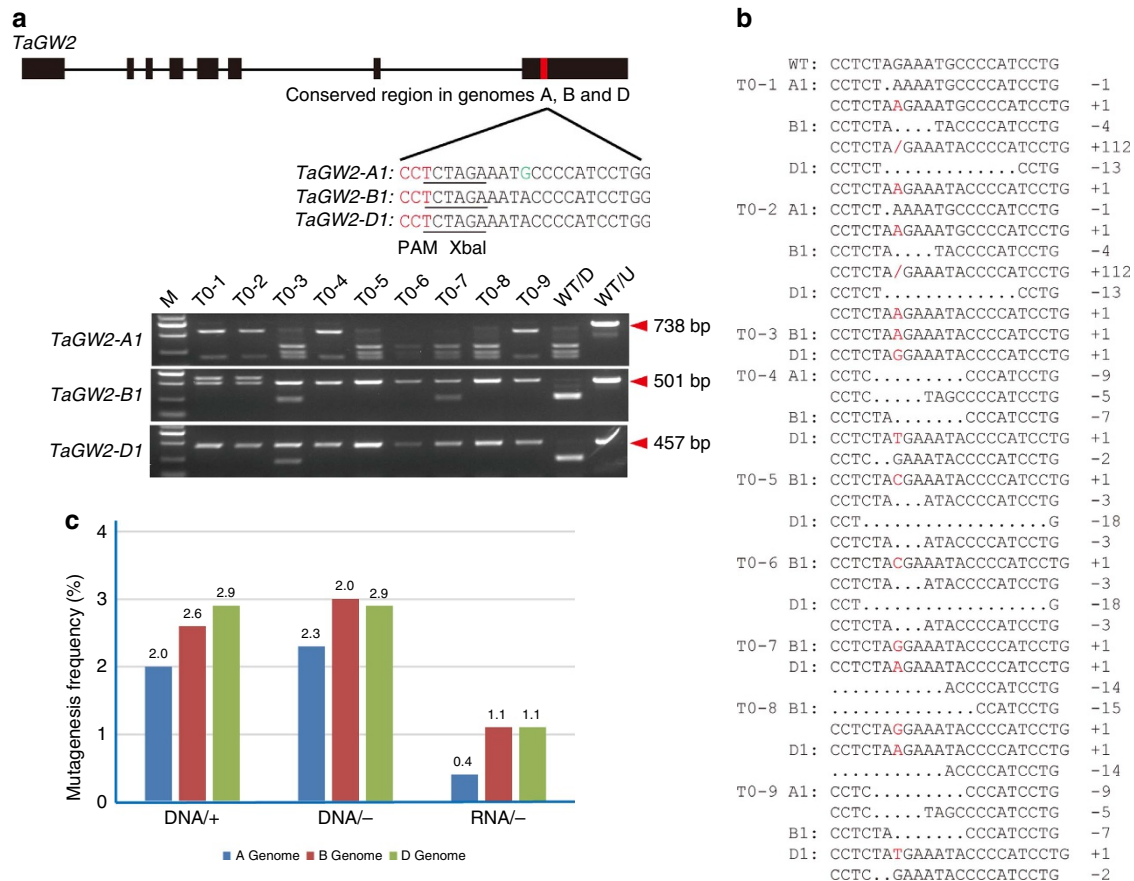 a
TaGW2
Conserved region in genomes A, B and D
TaGW2-A1: CCTCTAGAAATGCCCCATCCTGG
TaGW2-B1: CCTCTAGAAATACCCCATCCTGG
TaGW2-D1: CCTCTAGAAATACCCCATCCTGG
PAM XbaI
M T0-1 T0-2 T0-3 T0-4 T0-5 T0-6 T0-7 T0-8 T0-9 WT/D WT/U
TaGW2-A1 738 bp
TaGW2-B1 501 bp
TaGW2-D1 457 bp
b
WT: CCTCTAGAAATGCCCCATCCTG
T0-1 A1: CCTCT.AAAATGCCCCATCCTG -1
CCTCTAAGAAATGCCCCATCCTG +1
B1: CCTCTA....TACCCCATCCTG -4
CCTCTA/GAAATACCCCATCCTG +112
D1: CCTCT.............CCTG -13
CCTCTAAGAAATACCCCATCCTG +1
T0-2 A1: CCTCT.AAAATGCCCCATCCTG -1
CCTCTAAGAAATACCCCATCCTG +1
B1: CCTCTA....TACCCCATCCTG -4
CCTCTA/GAAATACCCCATCCTG +112
D1: CCTCT.............CCTG -13
CCTCTAAGAAATACCCCATCCTG +1
T0-3 B1: CCTCTAAGAAATACCCCATCCTG +1
D1: CCTCTAGGAAATACCCCATCCTG +1
T0-4 A1: CCTC.........CCCATCCTG -9
CCTC.....TAGCCCCATCCTG -5
B1: CCTCTA.......CCCATCCTG -7
D1: CCTCTATGAAATACCCCATCCTG +1
CCTC..GAAATACCCCATCCTG -2
T0-5 B1: CCTCTACGAAATACCCCATCCTG +1
CCTCTA...ATACCCCATCCTG -3
D1: CCT..................G -18
CCTCTA...ATACCCCATCCTG -3
T0-6 B1: CCTCTACGAAATACCCCATCCTG +1
CCTCTA...ATACCCCATCCTG -3
D1: CCT..................G -18
CCTCTA...ATACCCCATCCTG -3
T0-7 B1: CCTCTAGGAAATACCCCATCCTG +1
D1: CCTCTAAGAAATACCCCATCCTG +1
...........ACCCCATCCTG -14
T0-8 B1: ..............CCATCCTG -15
CCTCTAGGAAATACCCCATCCTG +1
D1: CCTCTAAGAAATACCCCATCCTG +1
...........ACCCCATCCTG -14
T0-9 A1: CCTC.........CCCATCCTG -9
CCTC.....TAGCCCCATCCTG -5
B1: CCTCTA.......CCCATCCTG -7
D1: CCTCTATGAAATACCCCATCCTG +1
CCTC..GAAATACCCCATCCTG -2
c
Mutagenesis frequency (%)
4
3
2
1
0
2.0 2.6 2.9
2.3 2.0 2.9
0.4 1.1 1.1
DNA/+ DNA/– RNA/–
A Genome B Genome D Genome